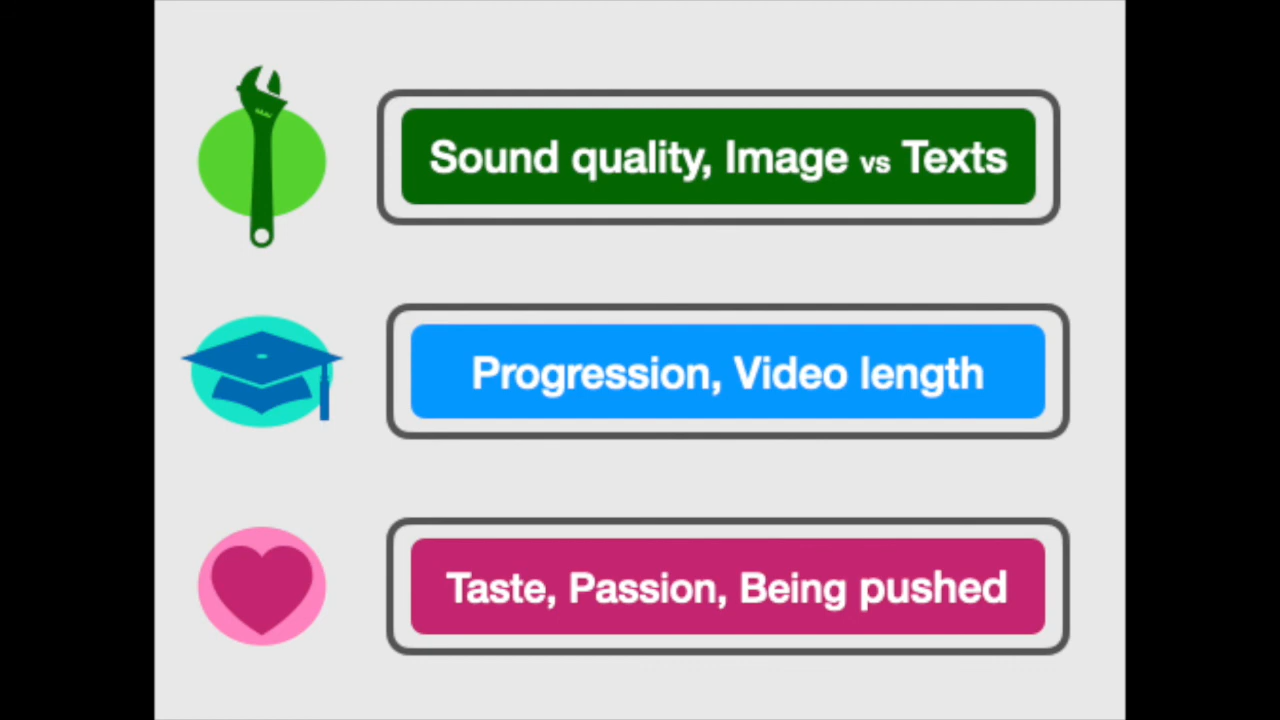 Sound quality, Image vs Texts
Progression, Video length
Taste, Passion, Being pushed